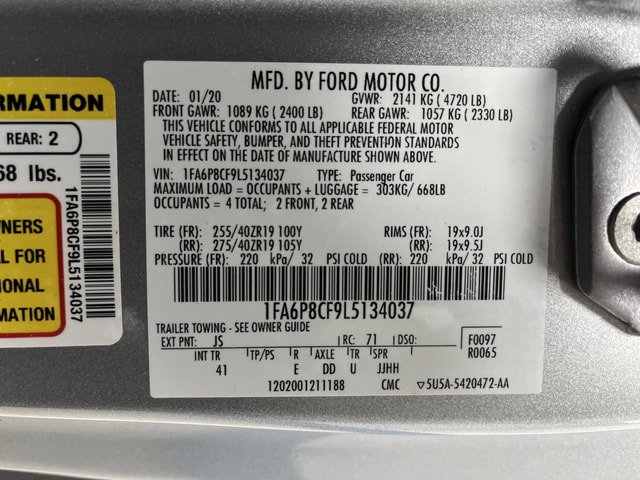 MFD. BY FORD MOTOR CO.
DATE: 01/20 GVWR: 2141 KG ( 4720 LB)
FRONT GAWR: 1089 KG ( 2400 LB) REAR GAWR: 1057 KG ( 2330 LB)
THIS VEHICLE CONFORMS TO ALL APPLICABLE FEDERAL MOTOR
VEHICLE SAFETY, BUMPER, AND THEFT PREVENTION STANDARDS
IN EFFECT ON THE DATE OF MANUFACTURE SHOWN ABOVE.
VIN: 1FA6P8CF9L5134037 TYPE: Passenger Car
MAXIMUM LOAD = OCCUPANTS + LUGGAGE = 303KG/ 668LB
OCCUPANTS = 4 TOTAL; 2 FRONT, 2 REAR
TIRE (FR): 255/40ZR19 100Y RIMS (FR): 19x9.0J
(RR): 275/40ZR19 105Y (RR): 19x9.5J
PRESSURE (FR): 220 kPa/ 32 PSI COLD (RR): 220 kPa/ 32 PSI COLD
1FA6P8CF9L5134037
TRAILER TOWING - SEE OWNER GUIDE
EXT PNT: JS RC: 71 DSO: F0097
R0065
INT TR TP/PS R AXLE TR SPR
41 E DD U JJHH
1202001211188 CMC ▽5U5A-5420472-AA
RMATION
REAR: 2
68 lbs.
WNERS
AL FOR
IONAL
MATION
1FA6P8CF9L5134037